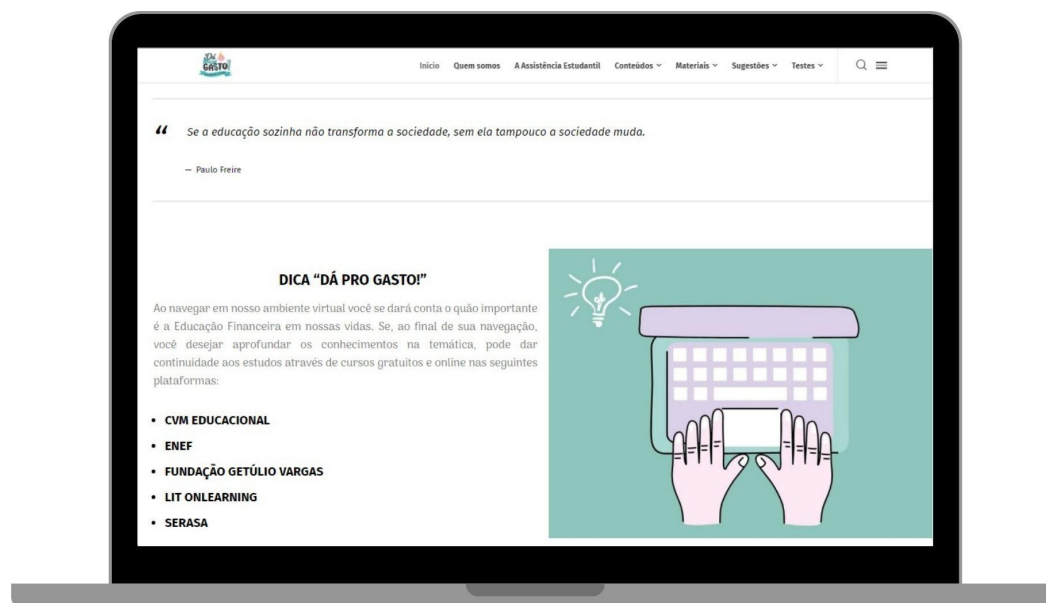 Dá pro
GASTO!
Início Quem somos A Assistência Estudantil Conteúdos Materiais Sugestões Testes
“ Se a educação sozinha não transforma a sociedade, sem ela tampouco a sociedade muda.
— Paulo Freire
DICA “DÁ PRO GASTO!”
Ao navegar em nosso ambiente virtual você se dará conta o quão importante
é a Educação Financeira em nossas vidas. Se, ao final de sua navegação,
você desejar aprofundar os conhecimentos na temática, pode dar
continuidade aos estudos através de cursos gratuitos e online nas seguintes
plataformas:
• CVM EDUCACIONAL
• ENEF
• FUNDAÇÃO GETÚLIO VARGAS
• LIT ONLEARNING
• SERASA